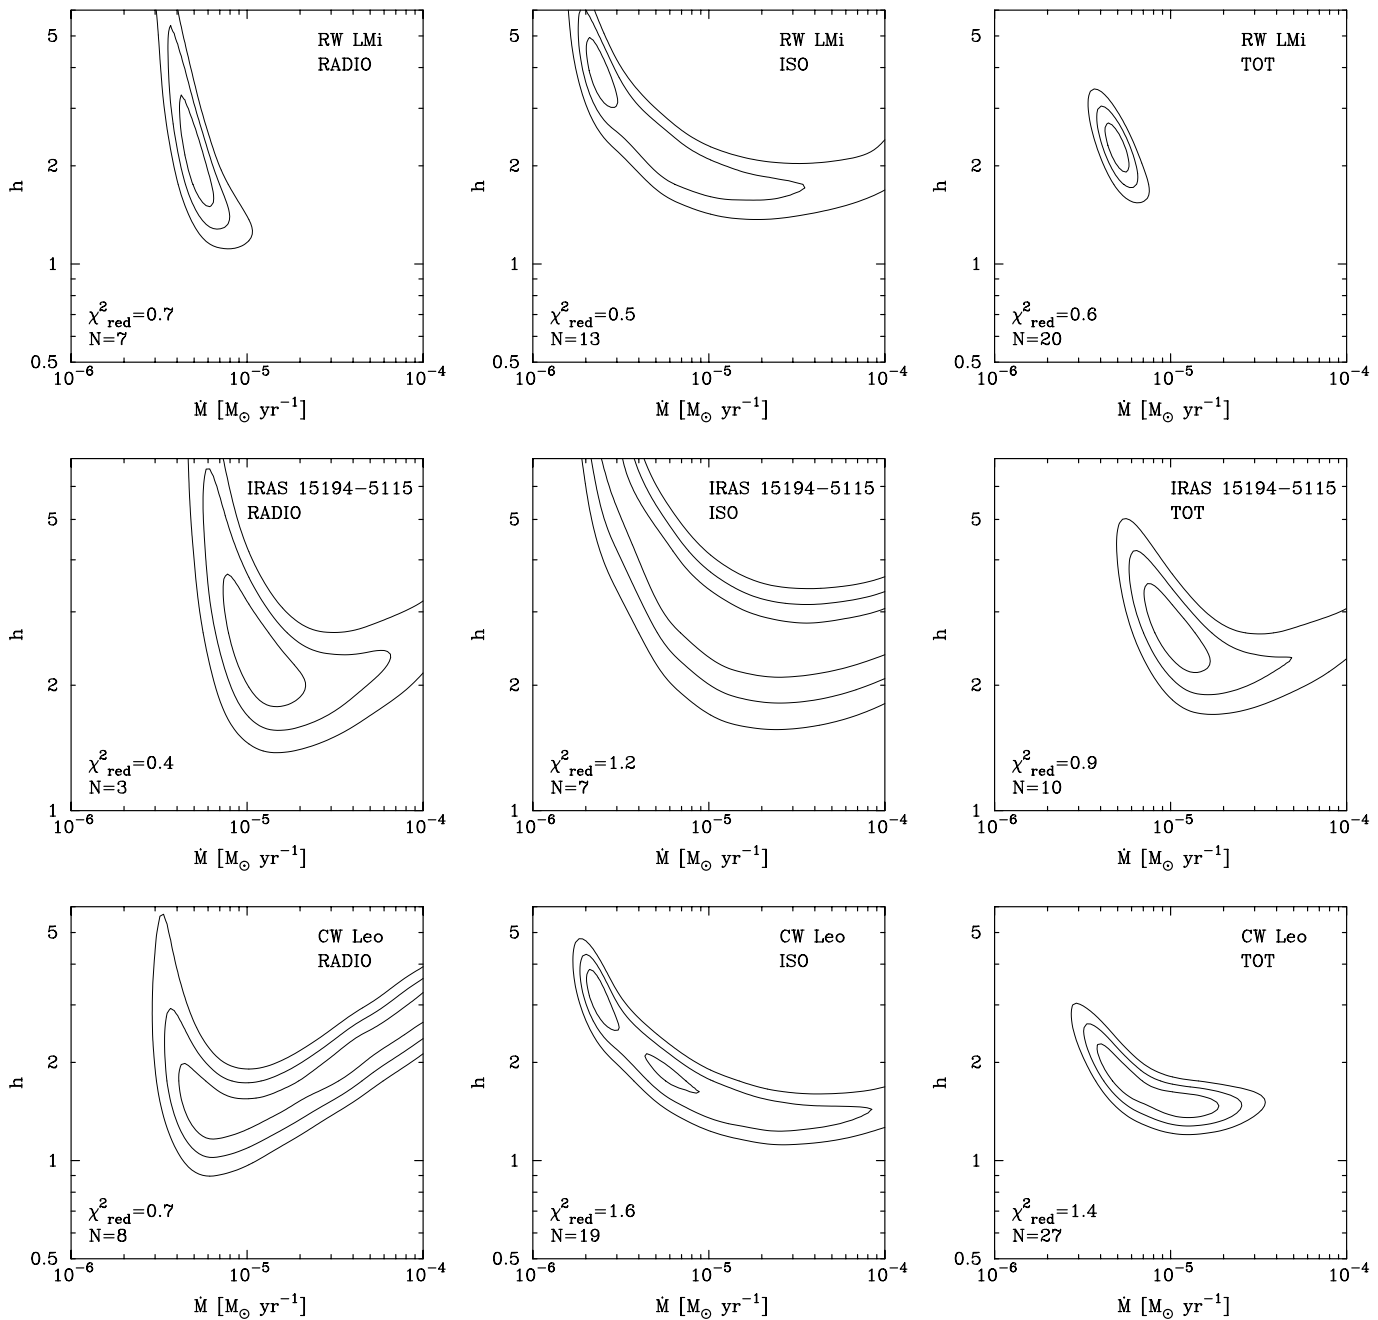 RW LMi
RADIO
χ²red=0.7
N=7
5
2
1
0.5
h
10⁻⁶
10⁻⁵
10⁻⁴
Ṁ [M⊙ yr⁻¹]
RW LMi
ISO
χ²red=0.5
N=13
5
2
1
0.5
h
10⁻⁶
10⁻⁵
10⁻⁴
Ṁ [M⊙ yr⁻¹]
RW LMi
TOT
χ²red=0.6
N=20
5
2
1
0.5
h
10⁻⁶
10⁻⁵
10⁻⁴
Ṁ [M⊙ yr⁻¹]
IRAS 15194−5115
RADIO
χ²red=0.4
N=3
5
2
1
h
10⁻⁶
10⁻⁵
10⁻⁴
Ṁ [M⊙ yr⁻¹]
IRAS 15194−5115
ISO
χ²red=1.2
N=7
5
2
1
h
10⁻⁶
10⁻⁵
10⁻⁴
Ṁ [M⊙ yr⁻¹]
IRAS 15194−5115
TOT
χ²red=0.9
N=10
5
2
1
h
10⁻⁶
10⁻⁵
10⁻⁴
Ṁ [M⊙ yr⁻¹]
CW Leo
RADIO
χ²red=0.7
N=8
5
2
1
0.5
h
10⁻⁶
10⁻⁵
10⁻⁴
Ṁ [M⊙ yr⁻¹]
CW Leo
ISO
χ²red=1.6
N=19
5
2
1
0.5
h
10⁻⁶
10⁻⁵
10⁻⁴
Ṁ [M⊙ yr⁻¹]
CW Leo
TOT
χ²red=1.4
N=27
5
2
1
0.5
h
10⁻⁶
10⁻⁵
10⁻⁴
Ṁ [M⊙ yr⁻¹]